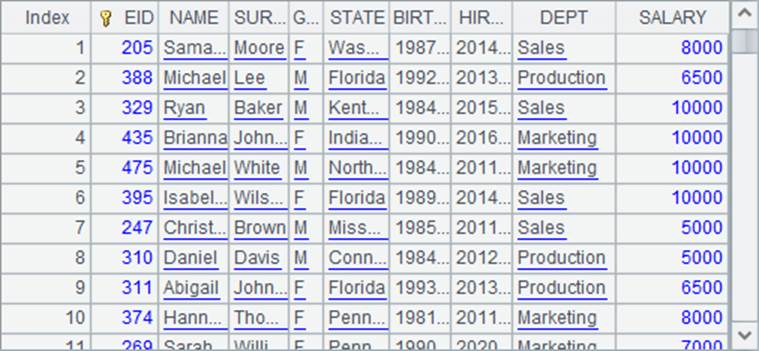 Index EID NAME SUR... G... STATE BIRT... HIR... DEPT SALARY
1 205 Sama... Moore F Was... 1987... 2014... Sales 8000
2 388 Michael Lee M Florida 1992... 2013... Production 6500
3 329 Ryan Baker M Kent... 1984... 2015... Sales 10000
4 435 Brianna John... F India... 1990... 2016... Marketing 10000
5 475 Michael White M North... 1984... 2011... Marketing 10000
6 395 Isabel... Wils... F Florida 1989... 2014... Sales 10000
7 247 Christ... Brown M Miss... 1985... 2011... Sales 5000
8 310 Daniel Davis M Conn... 1984... 2012... Production 5000
9 311 Abigail John... F Florida 1993... 2013... Production 6500
10 374 Hann... Tho... F Penn... 1981... 2011... Marketing 8000
11 269 Sarah Willi... F Penn... 1990... 2020... Marketing 7000